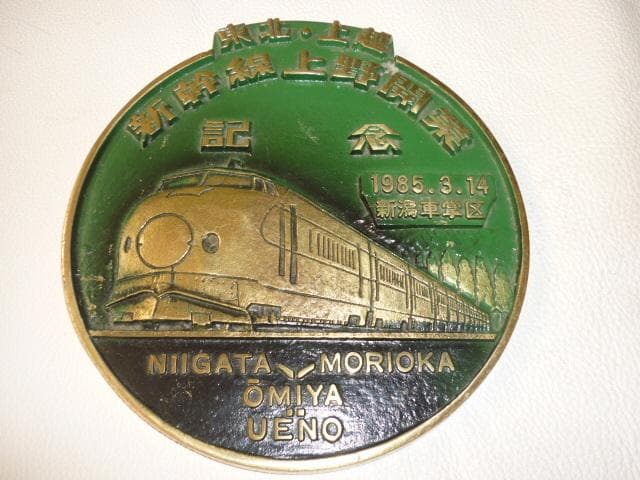 東北・上越
新幹線上野開業
記念
1985.3.14
新潟車掌区
NIIGATA MORIOKA
ŌMIYA
UENO